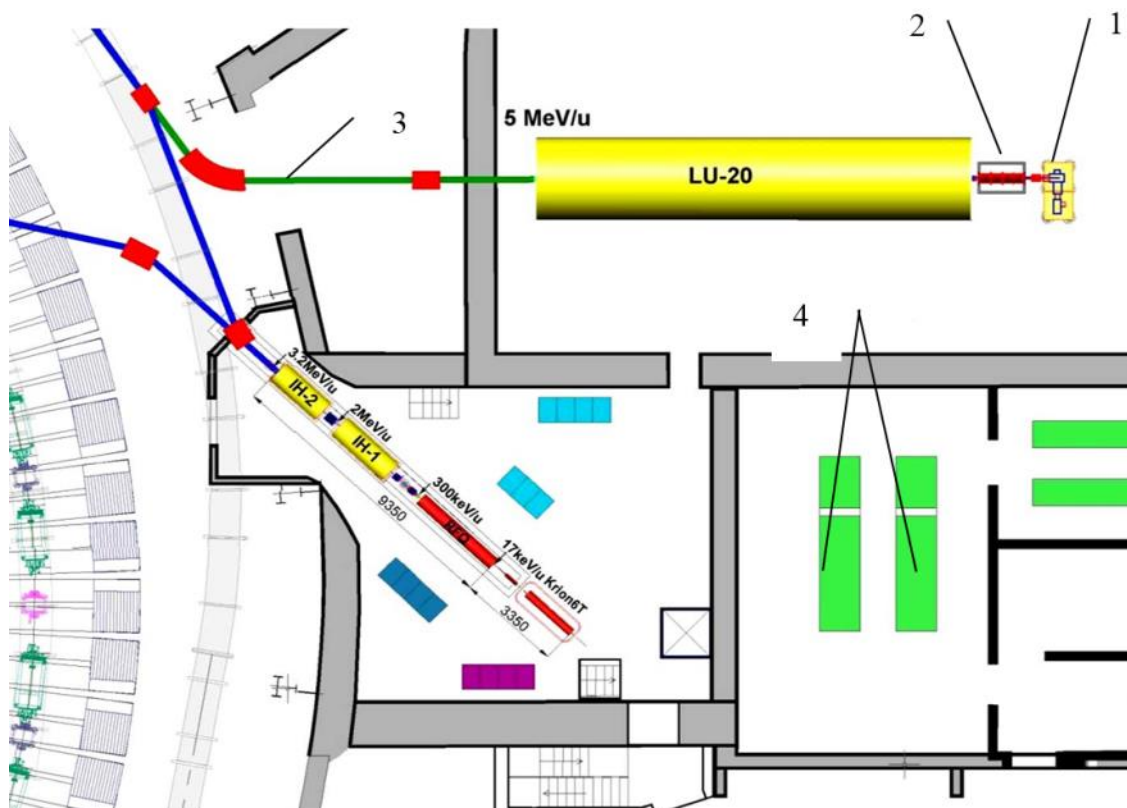 1
2
3
5 MeV/u
LU-20
4
3.2MeV/u
IH-2
2MeV/u
IH-1
300keV/u
RFQ
9350
17keV/u Krion6T
3350